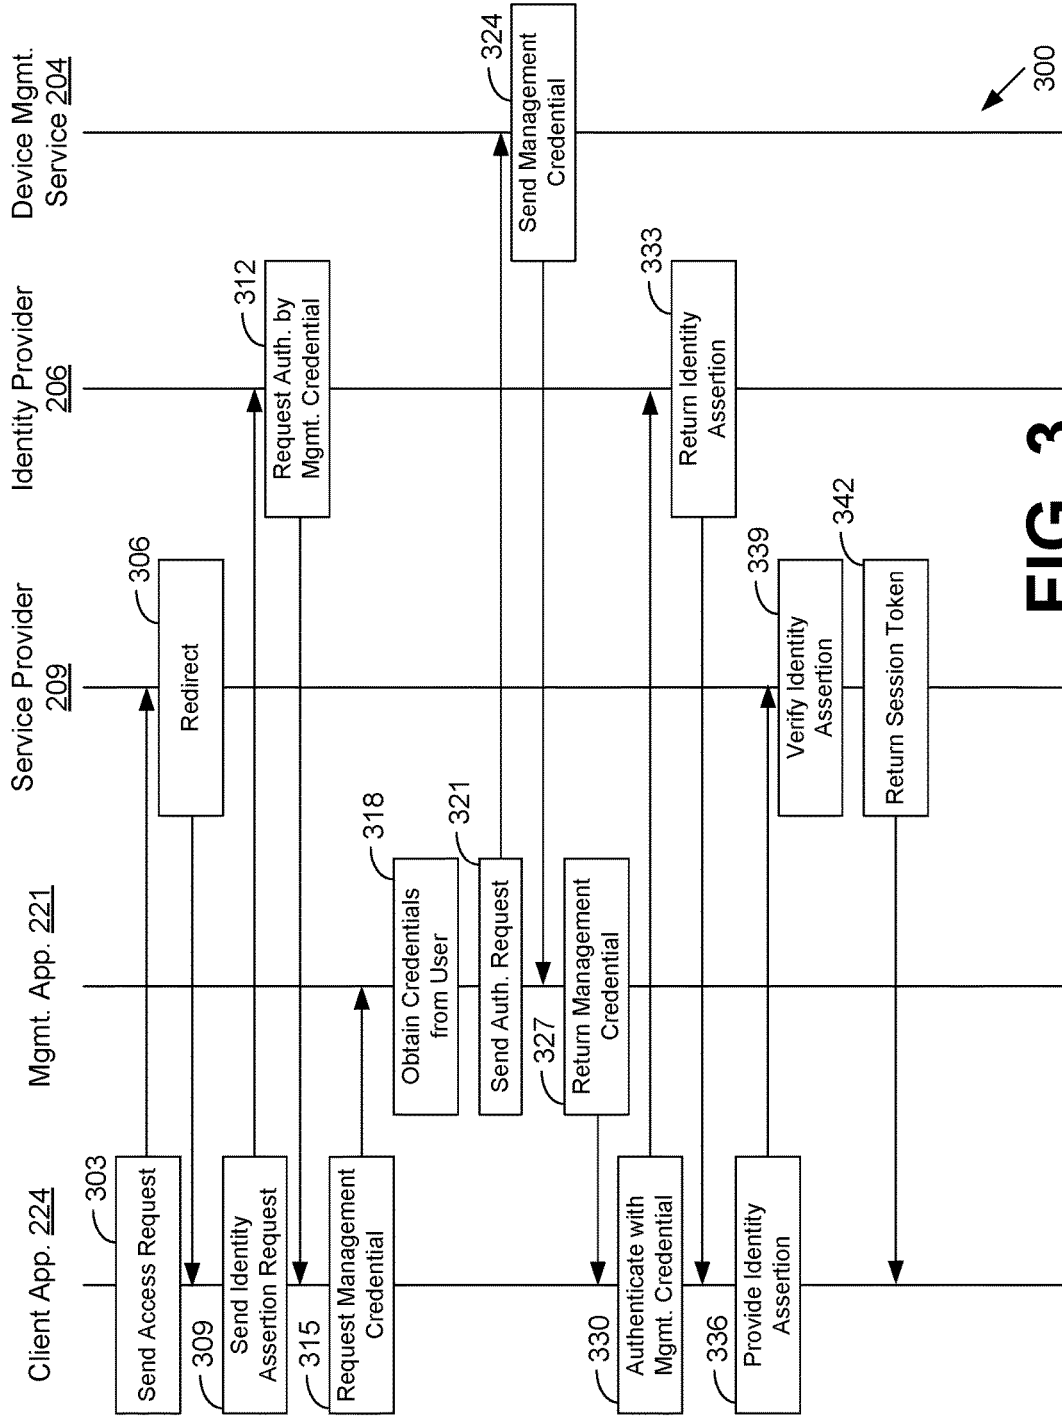 Client App. 224
Mgmt. App. 221
Service Provider
209
Identity Provider
206
Device Mgmt.
Service 204
303
Send Access Request
306
Redirect
309
Send Identity
Assertion Request
312
Request Auth. by
Mgmt. Credential
315
Request Management
Credential
318
Obtain Credentials
from User
321
Send Auth. Request
324
Send Management
Credential
327
Return Management
Credential
330
Authenticate with
Mgmt. Credential
333
Return Identity
Assertion
336
Provide Identity
Assertion
339
Verify Identity
Assertion
342
Return Session Token
300
FIG. 3